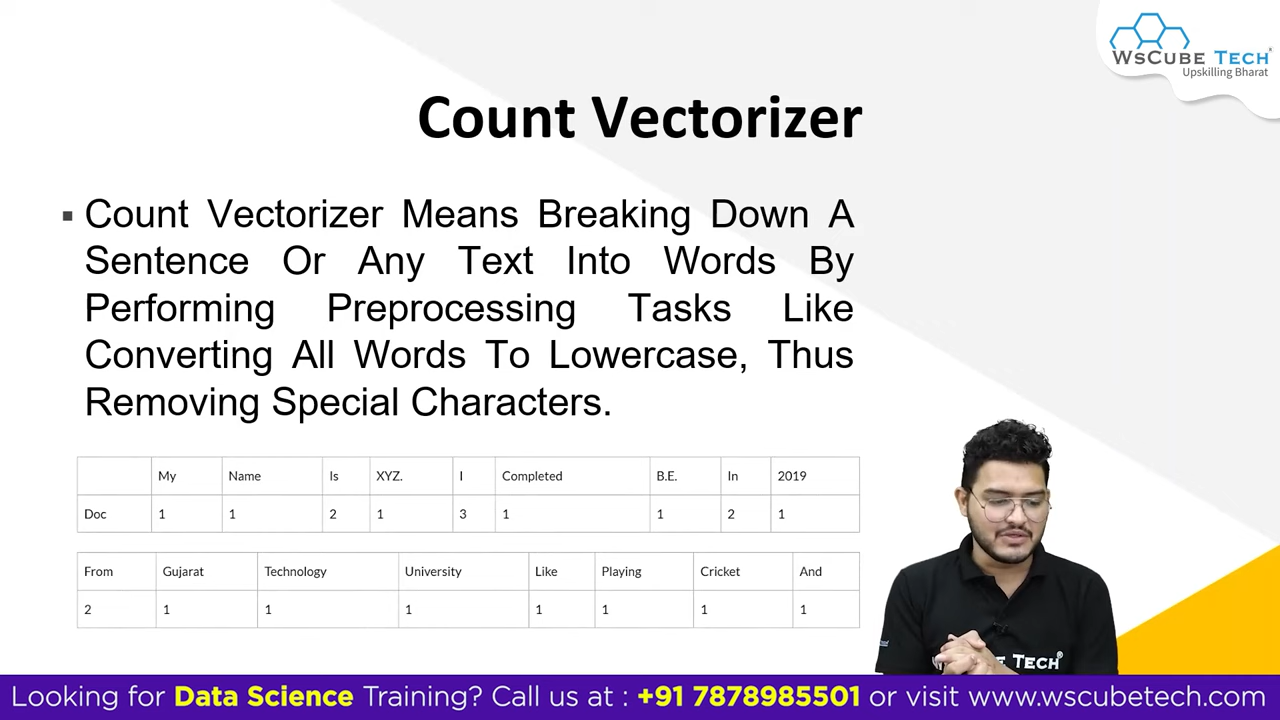 WSCUBE TECH
Upskilling Bharat
Count Vectorizer
▪ Count Vectorizer Means Breaking Down A
Sentence Or Any Text Into Words By
Performing Preprocessing Tasks Like
Converting All Words To Lowercase, Thus
Removing Special Characters.
My Name Is XYZ. I Completed B.E. In 2019
Doc 1 1 2 1 3 1 1 2 1
From Gujarat Technology University Like Playing Cricket And
2 1 1 1 1 1 1 1
TECH
Looking for Data Science Training? Call us at : +91 7878985501 or visit www.wscubetech.com